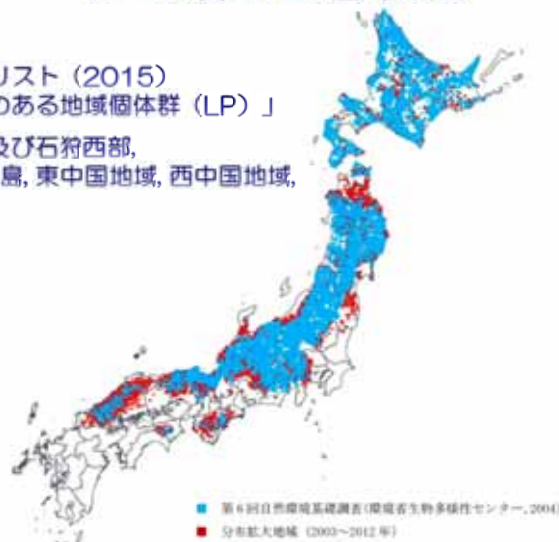 リスト（2015）
のある地域個体群（LP）」
及び石狩西部,
島, 東中国地域, 西中国地域,
第6回自然環境基礎調査(環境省生物多様性センター, 2004)
分布拡大地域（2003～2012年）